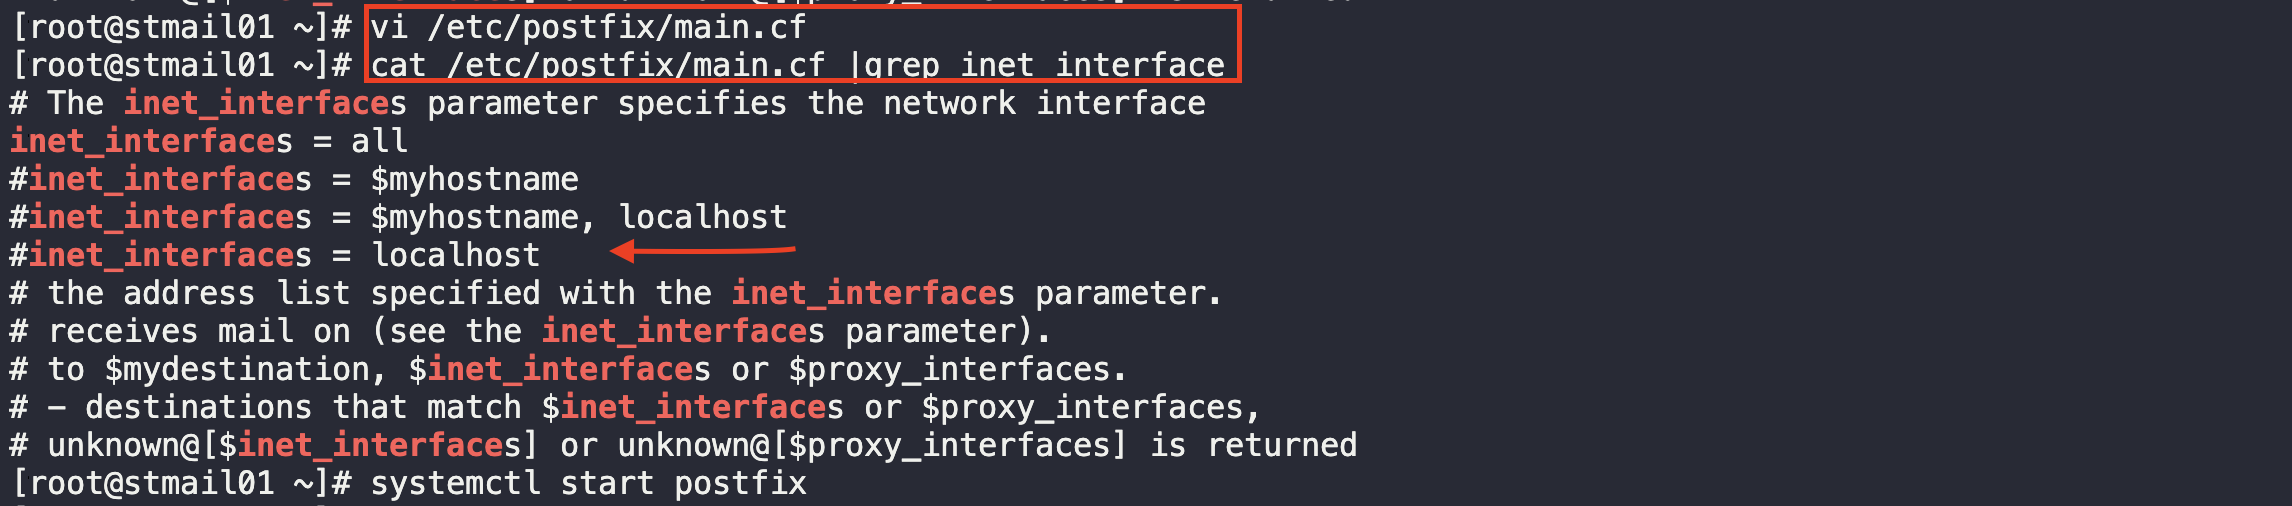 [root@stmail01 ~]# vi /etc/postfix/main.cf
[root@stmail01 ~]# cat /etc/postfix/main.cf |grep inet_interface
# The inet_interfaces parameter specifies the network interface
inet_interfaces = all
#inet_interfaces = $myhostname
#inet_interfaces = $myhostname, localhost
#inet_interfaces = localhost
# the address list specified with the inet_interfaces parameter.
# receives mail on (see the inet_interfaces parameter).
# to $mydestination, $inet_interfaces or $proxy_interfaces.
# - destinations that match $inet_interfaces or $proxy_interfaces,
# unknown@[$inet_interfaces] or unknown@[$proxy_interfaces] is returned
[root@stmail01 ~]# systemctl start postfix